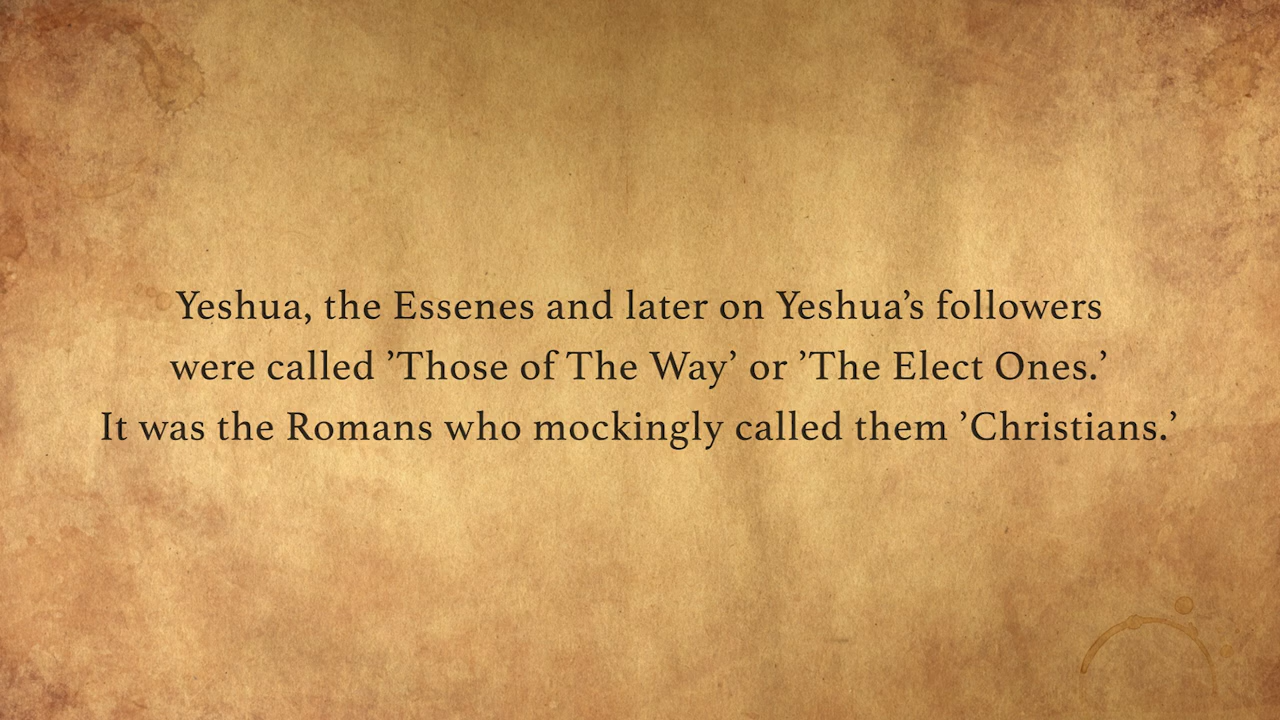 Yeshua, the Essenes and later on Yeshua’s followers
were called ’Those of The Way’ or ’The Elect Ones.’
It was the Romans who mockingly called them ’Christians.’